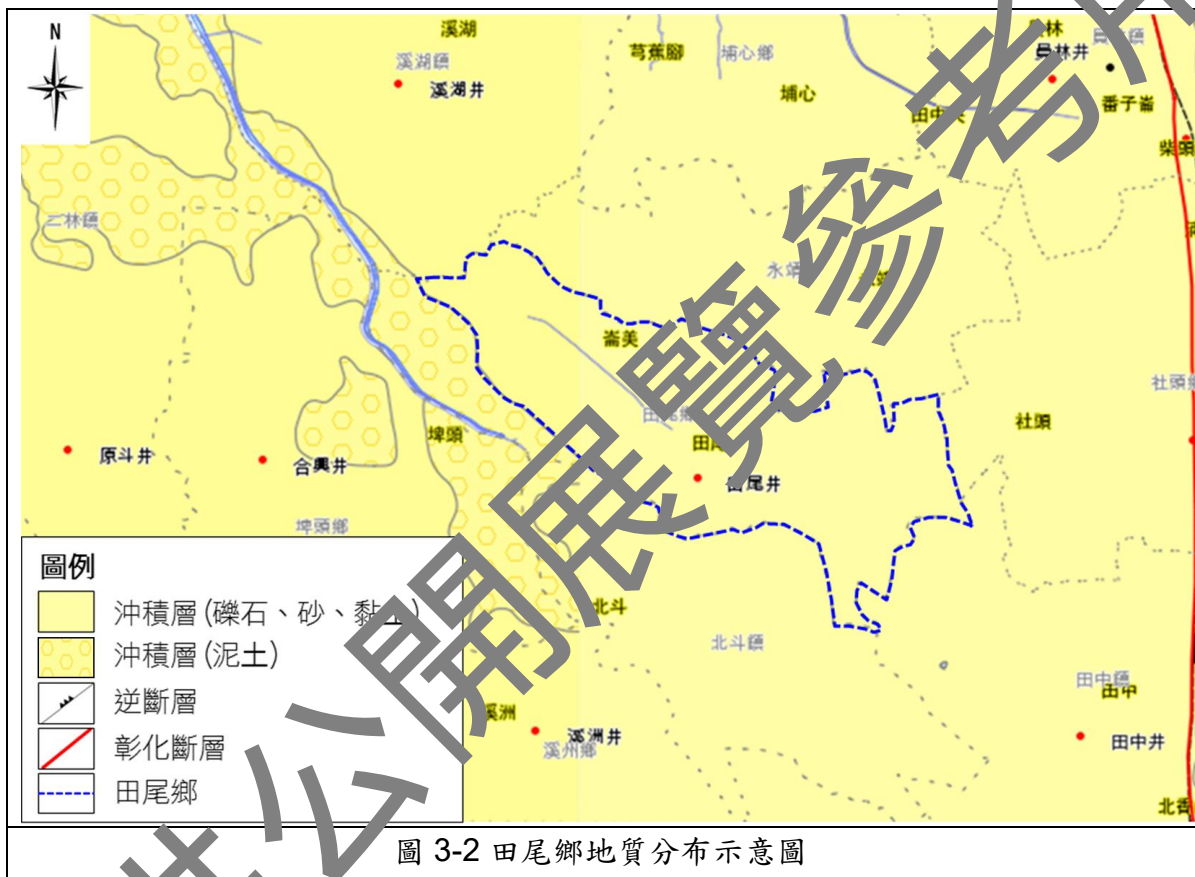 N
溪湖
溪湖鎮
溪湖井
芎蕉腳
埔心鄉
埔心
員林
員林井
番子崙
柴頭
二林鎮
永靖
崙美
社頭鄉
社頭
埤頭
原斗井
合興井
埤頭鄉
田尾井
北斗
北斗鎮
溪洲
溪洲井
溪州鄉
田中鎮
田中
田中井
北香
圖例
沖積層(礫石、砂、黏土)
沖積層(泥土)
逆斷層
彰化斷層
田尾鄉
供公開展覽參考用
圖 3-2 田尾鄉地質分布示意圖